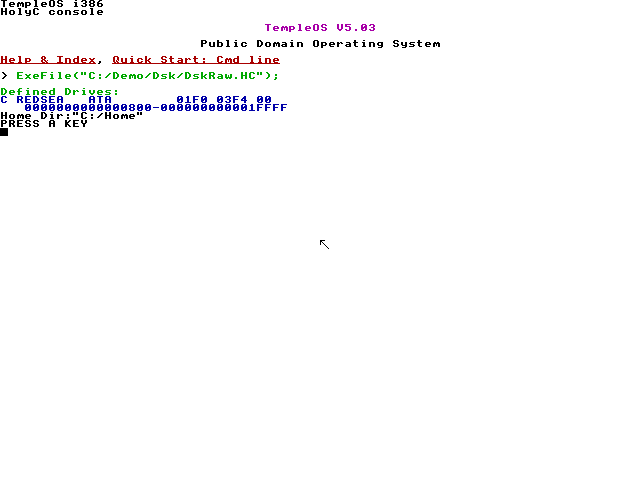 TempleOS i386
HolyC console
TempleOS V5.03
Public Domain Operating System
Help & Index, Quick Start: Cmd line
> ExeFile("C:/Demo/Dsk/DskRaw.HC");
Defined Drives:
C REDSEA   ATA        01F0 03F4 00
   0000000000000800-000000000001FFFF
Home Dir:"C:/Home"
PRESS A KEY